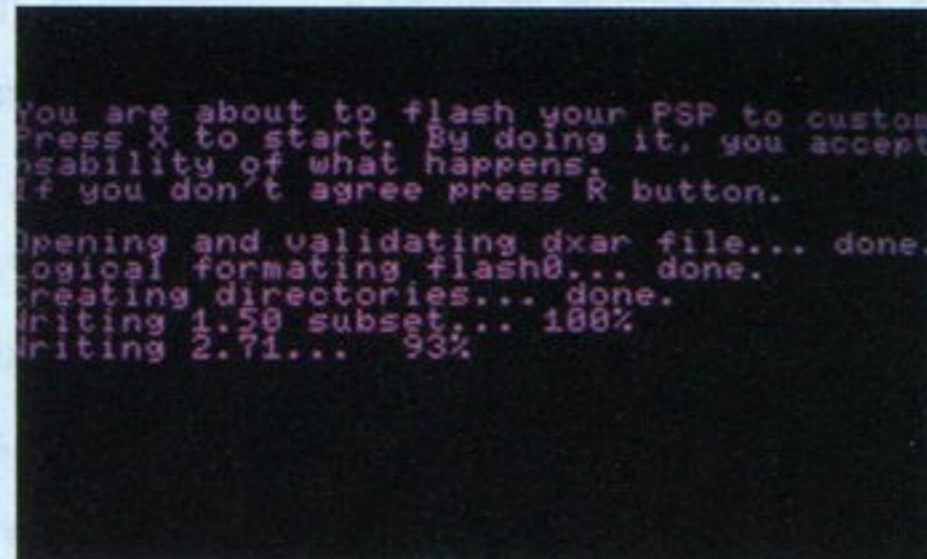 You are about to flash your PSP to custom
Press X to start. By doing it, you accept
nsability of what happens.
If you don't agree press R button.
Opening and validating dxar file... done.
Logical formating flash0... done.
Creating directories... done.
Writing 1.50 subset... 100%
Writing 2.71... 93%